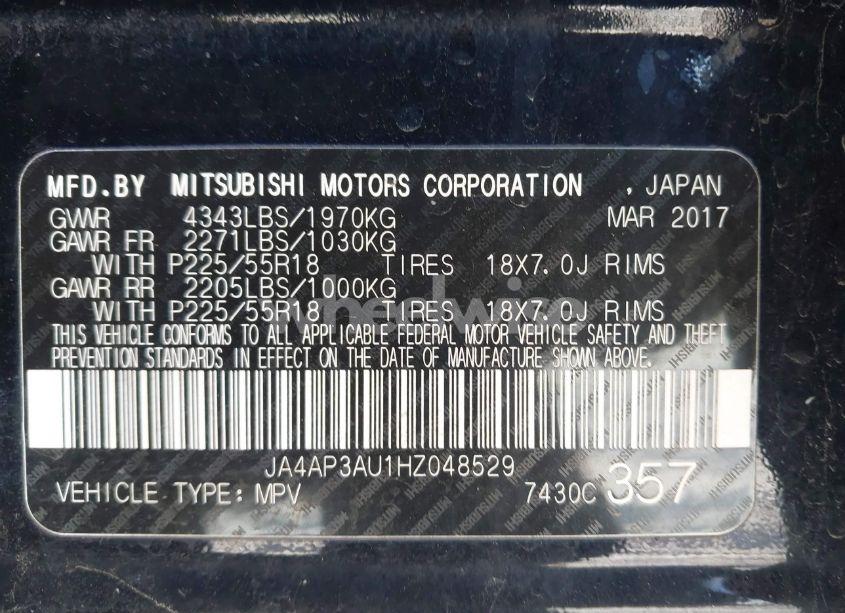 MFD.BY MITSUBISHI MOTORS CORPORATION , JAPAN
GVWR 4343LBS/1970KG MAR 2017
GAWR FR 2271LBS/1030KG
WITH P225/55R18 TIRES 18X7.0J RIMS
GAWR RR 2205LBS/1000KG
WITH P225/55R18 TIRES 18X7.0J RIMS
THIS VEHICLE CONFORMS TO ALL APPLICABLE FEDERAL MOTOR VEHICLE SAFETY AND THEFT
PREVENTION STANDARDS IN EFFECT ON THE DATE OF MANUFACTURE SHOWN ABOVE.
JA4AP3AU1HZ048529
VEHICLE TYPE: MPV 7430C 357